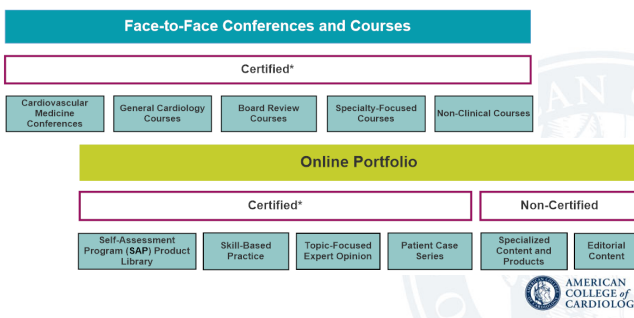 Face-to-Face Conferences and Courses
Certified*
Cardiovascular
Medicine
Conferences
General Cardiology
Courses
Board Review
Courses
Specialty-Focused
Courses
Non-Clinical Courses
Online Portfolio
Certified*
Non-Certified
Self-Assessment
Program (SAP) Product
Library
Skill-Based
Practice
Topic-Focused
Expert Opinion
Patient Case
Series
Specialized
Content and
Products
Editorial
Content
AMERICAN
COLLEGE of
CARDIOLOG
AN